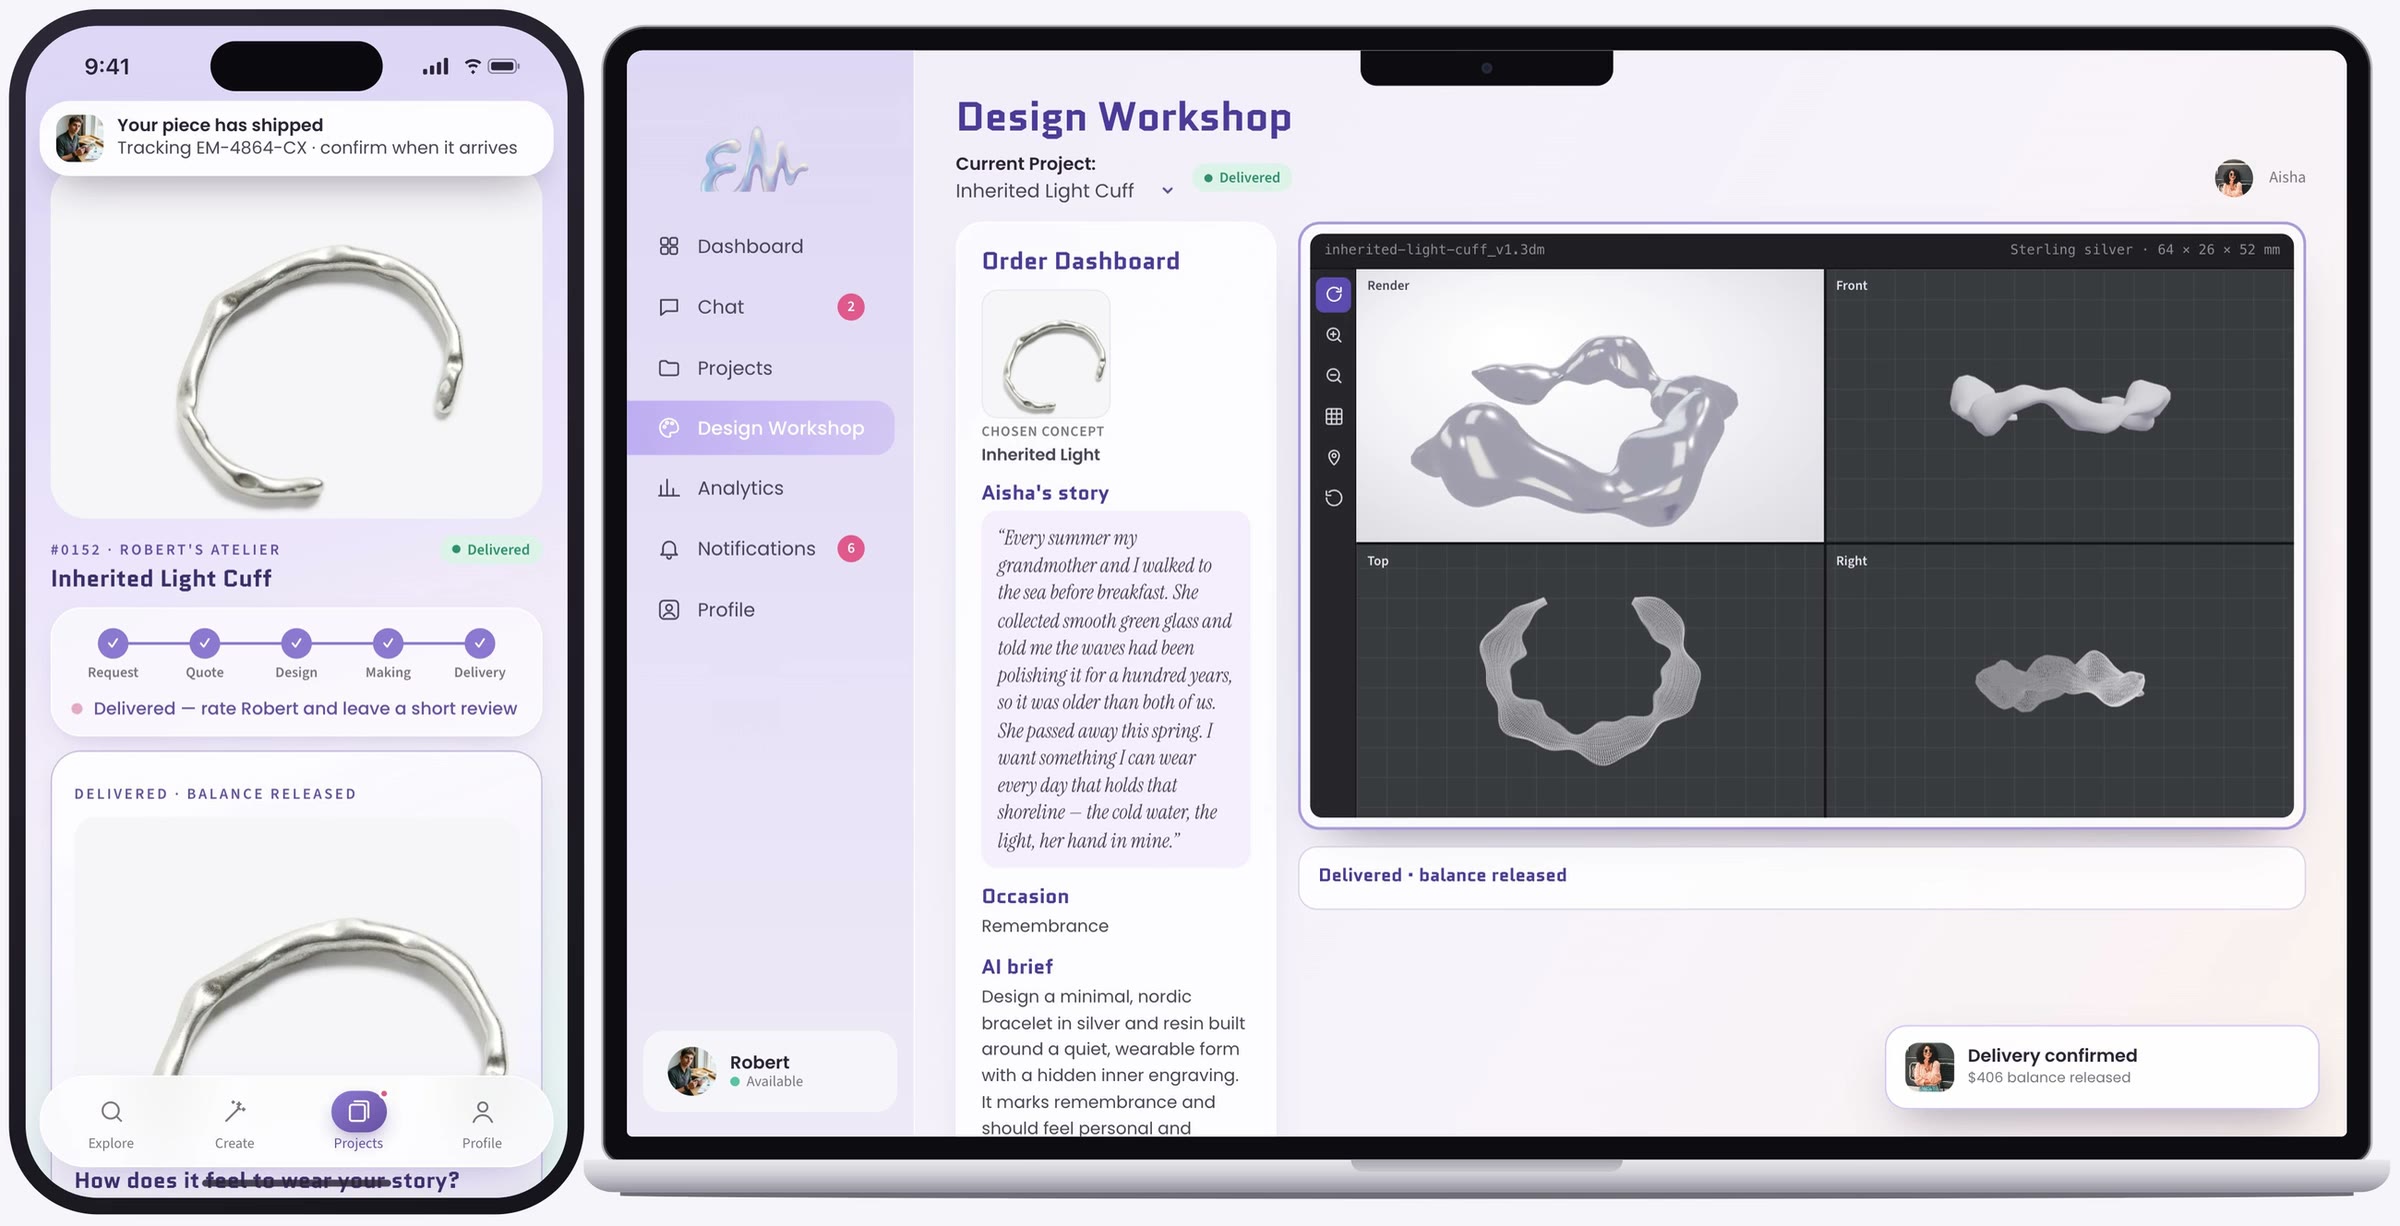 9:41
Your piece has shipped
Tracking EM-4864-CX · confirm when it arrives
#0152 · ROBERT'S ATELIER
Delivered
Inherited Light Cuff
Request
Quote
Design
Making
Delivery
Delivered — rate Robert and leave a short review
DELIVERED · BALANCE RELEASED
Explore
Create
Projects
Profile
How does it feel to wear your story?
EM
Dashboard
Chat
2
Projects
Design Workshop
Analytics
Notifications
6
Profile
Robert
Available
Design Workshop
Current Project:
Inherited Light Cuff
Delivered
Aisha
Order Dashboard
CHOSEN CONCEPT
Inherited Light
Aisha's story
“Every summer my
grandmother and I walked to
the sea before breakfast. She
collected smooth green glass and
told me the waves had been
polishing it for a hundred years,
so it was older than both of us.
She passed away this spring. I
want something I can wear
every day that holds that
shoreline — the cold water, the
light, her hand in mine.”
Occasion
Remembrance
AI brief
Design a minimal, nordic
bracelet in silver and resin built
around a quiet, wearable form
with a hidden inner engraving.
It marks remembrance and
should feel personal and
inherited-light-cuff_v1.3dm
Sterling silver · 64 × 26 × 52 mm
Render
Front
Top
Right
Delivered · balance released
Delivery confirmed
$406 balance released